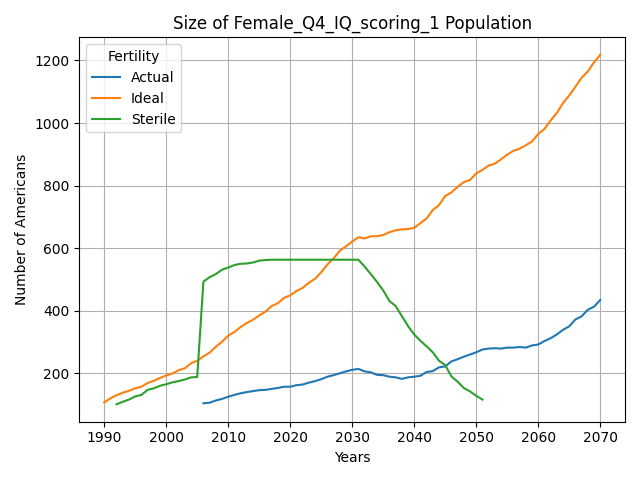 Size of Female_Q4_IQ_scoring_1 Population
Fertility
Actual
Ideal
Sterile
Number of Americans
1200
1000
800
600
400
200
1990 2000 2010 2020 2030 2040 2050 2060 2070
Years